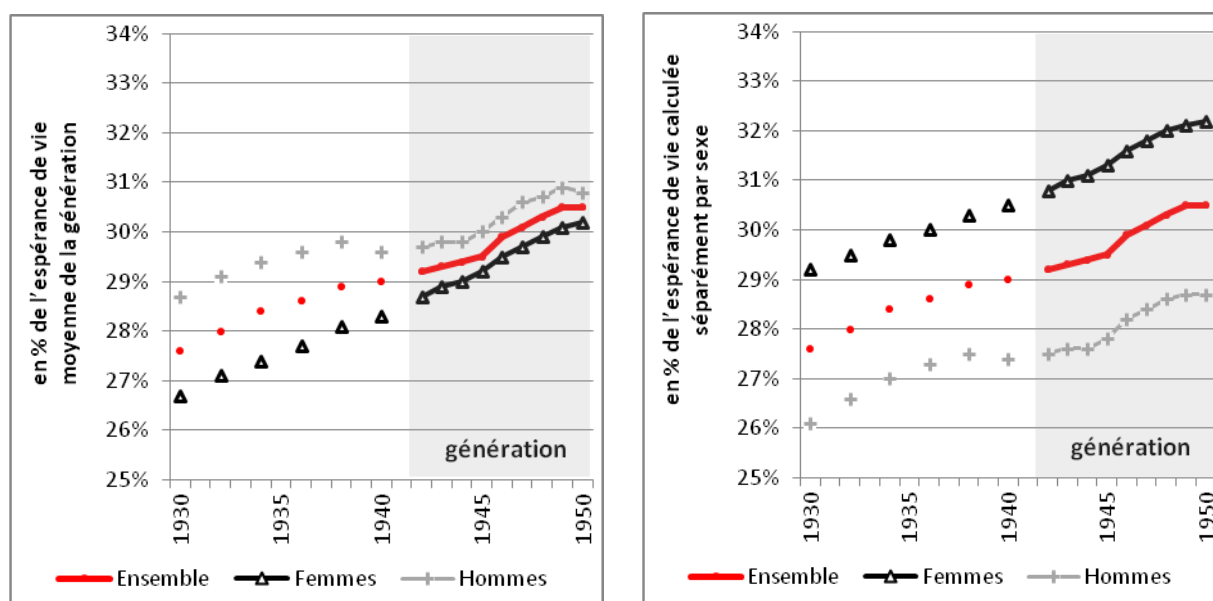 en % de l'espérance de vie
moyenne de la génération
34%
33%
32%
31%
30%
29%
28%
27%
26%
25%
génération
1930
1935
1940
1945
1950
Ensemble
Femmes
Hommes
en % de l'espérance de vie calculée
séparément par sexe
34%
33%
32%
31%
30%
29%
28%
27%
26%
25%
génération
1930
1935
1940
1945
1950
Ensemble
Femmes
Hommes